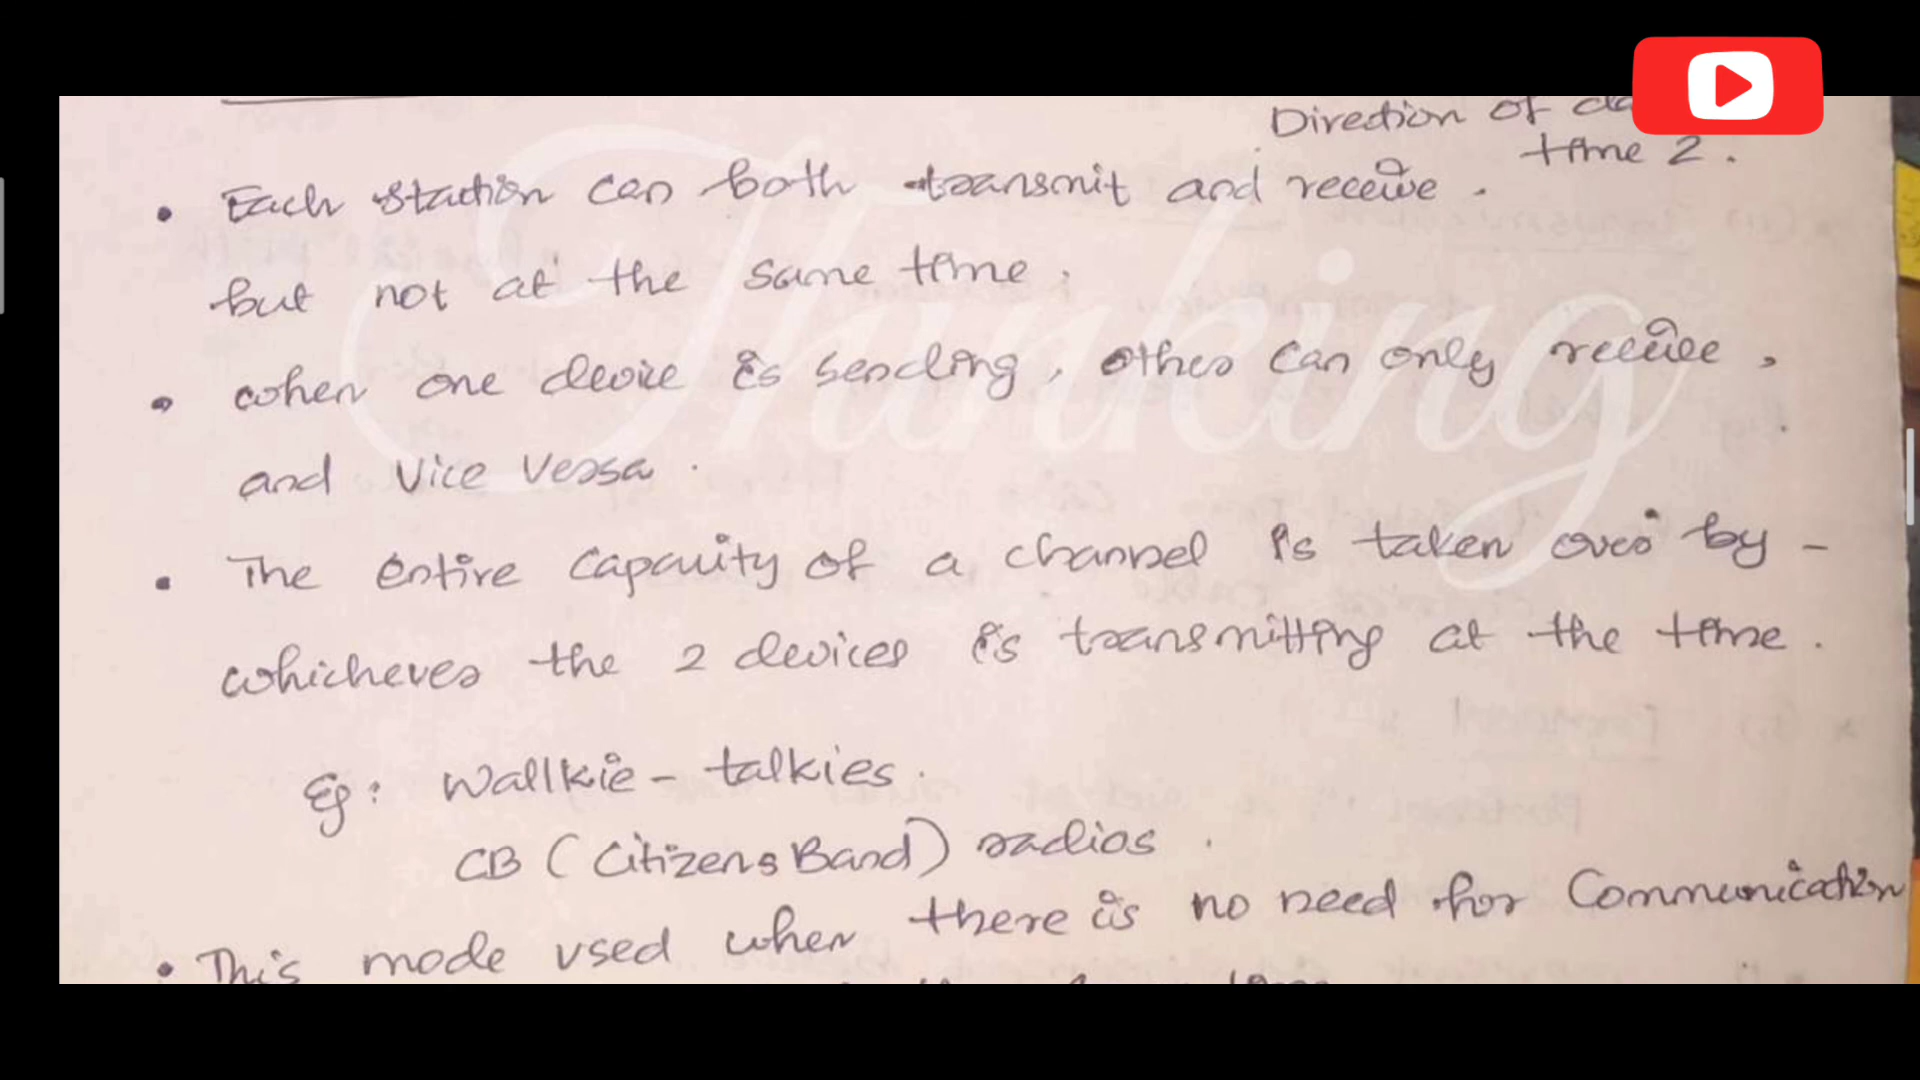 Direction of da
time 2.
• Each station can both transmit and receive.
but not at the same time.
• when one device is sending, other can only receive,
and vice versa.
• The entire capacity of a channel is taken over by -
whichever the 2 devices is transmitting at the time.
Eg: Wallkie - talkies.
CB (Citizens Band) radios.
• This mode used when there is no need for Communication
Thinking